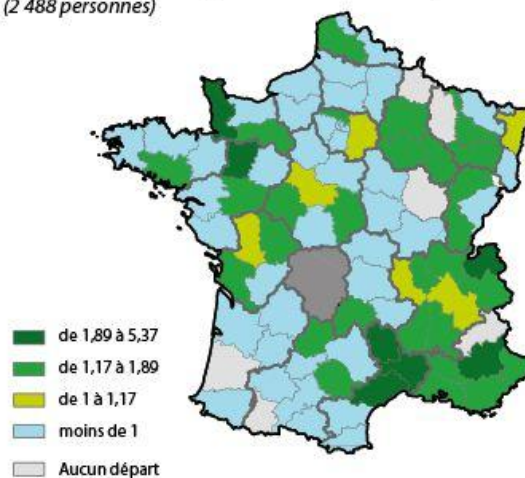 (2 488 personnes)
de 1,89 à 5,37
de 1,17 à 1,89
de 1 à 1,17
moins de 1
Aucun départ